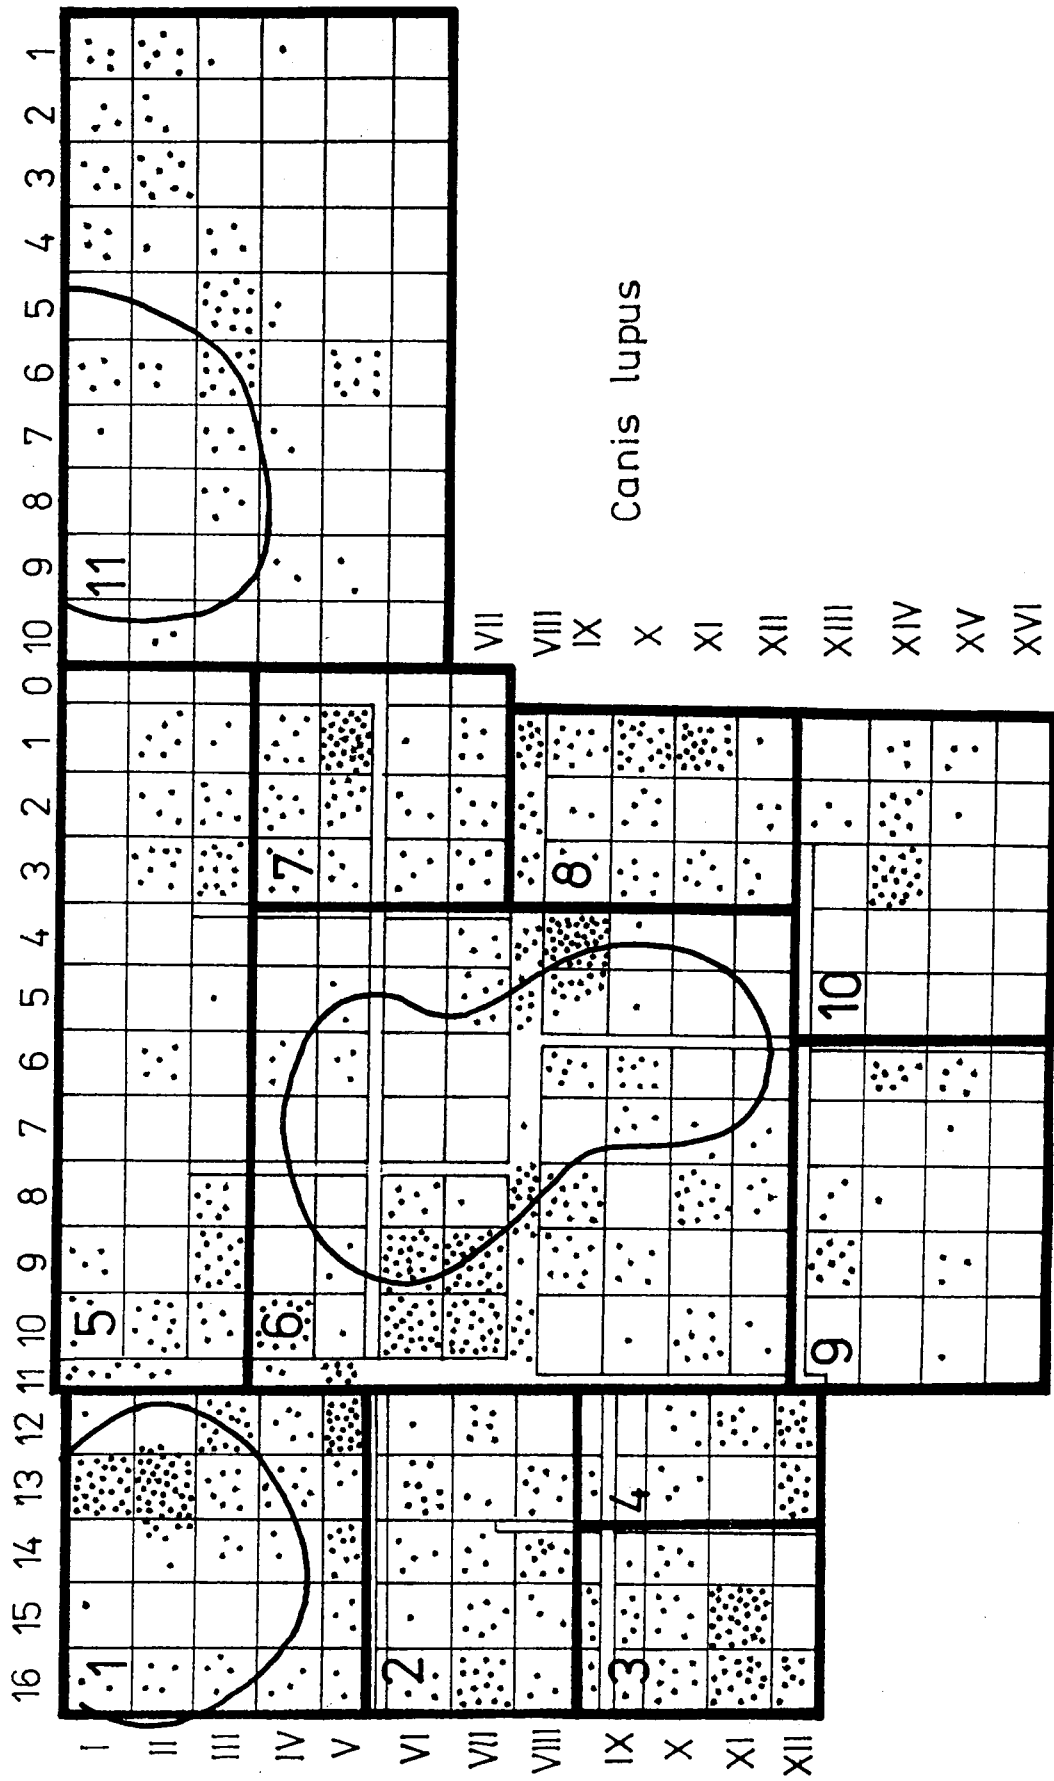 1 2 3 4 5 6 7 8 9 10 0 1 2 3 4 5 6 7 8 9 10 11 12 13 14 15 16
I II III IV V VI VII VIII IX X XI XII
VII VIII IX X XI XII XIII XIV XV XVI
1
2
3
4
5
6
7
8
9
10
11
Canis lupus